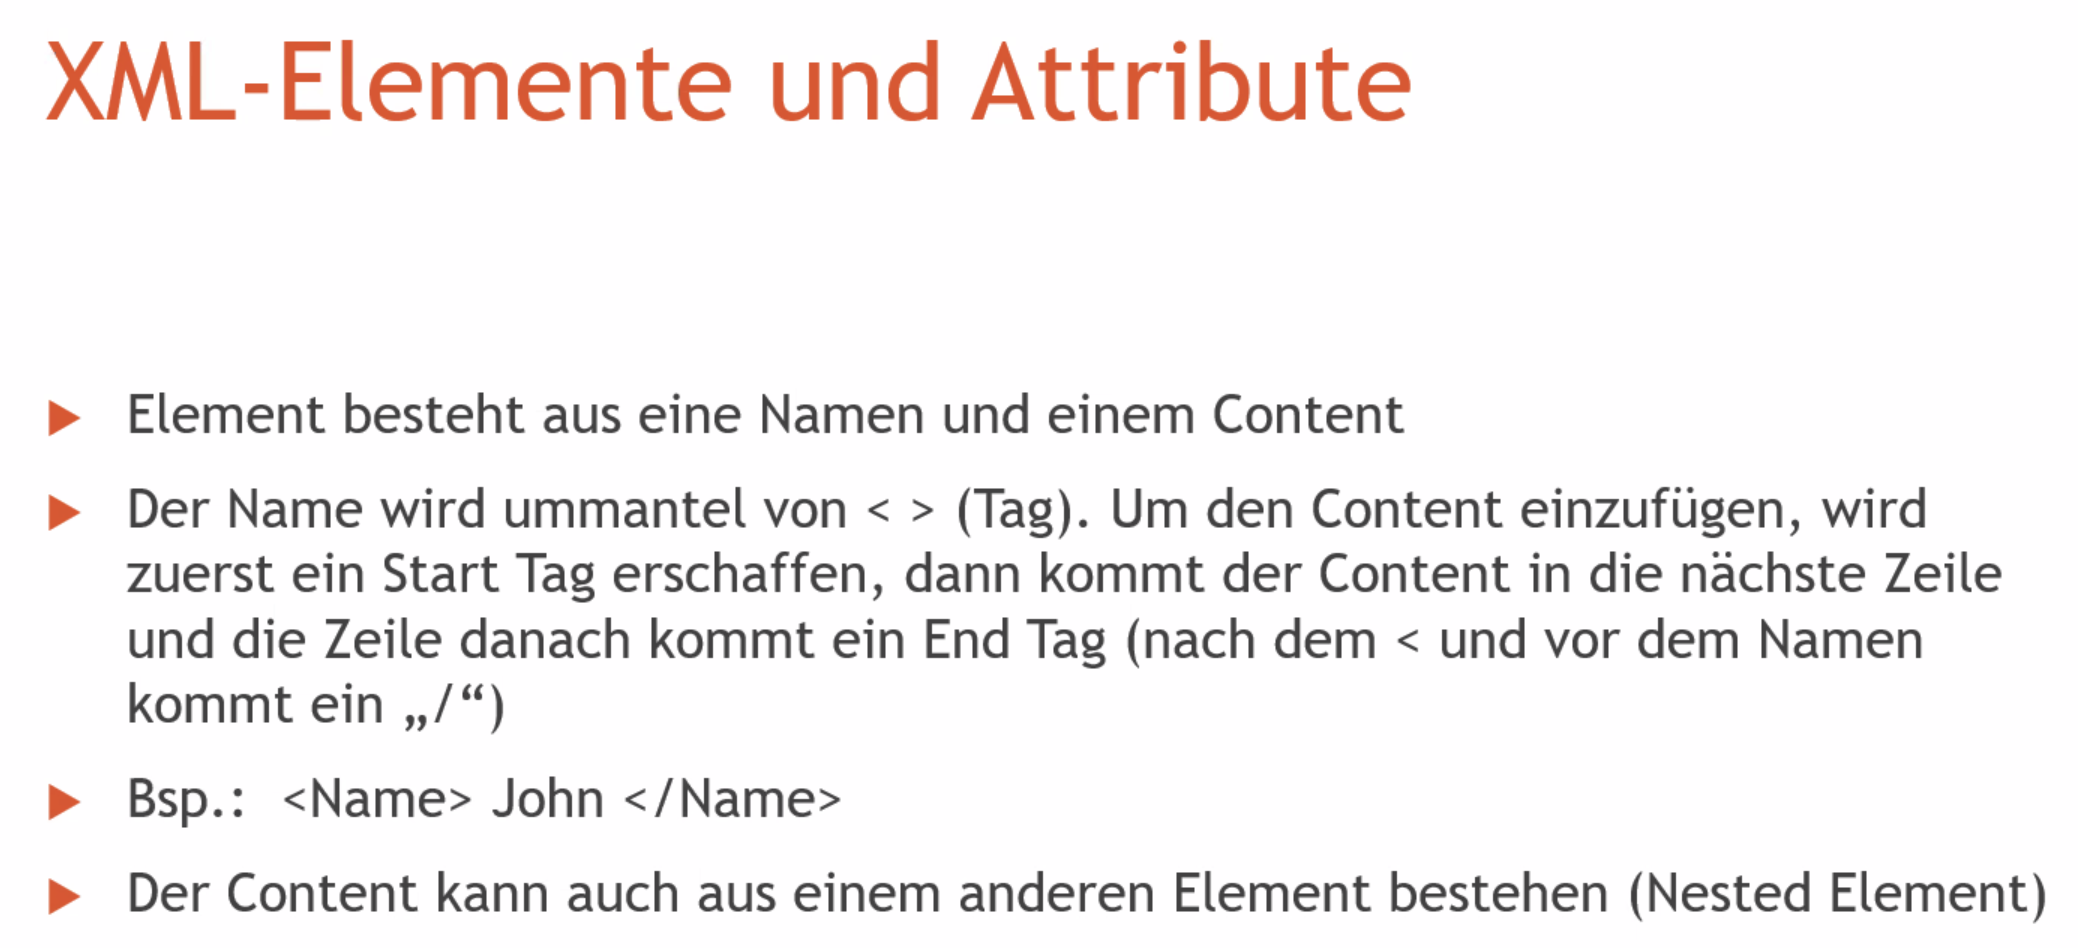 XML-Elemente und Attribute
Element besteht aus eine Namen und einem Content
Der Name wird ummantel von < > (Tag). Um den Content einzufügen, wird
zuerst ein Start Tag erschaffen, dann kommt der Content in die nächste Zeile
und die Zeile danach kommt ein End Tag (nach dem < und vor dem Namen
kommt ein „/“)
Bsp.: <Name> John </Name>
Der Content kann auch aus einem anderen Element bestehen (Nested Element)